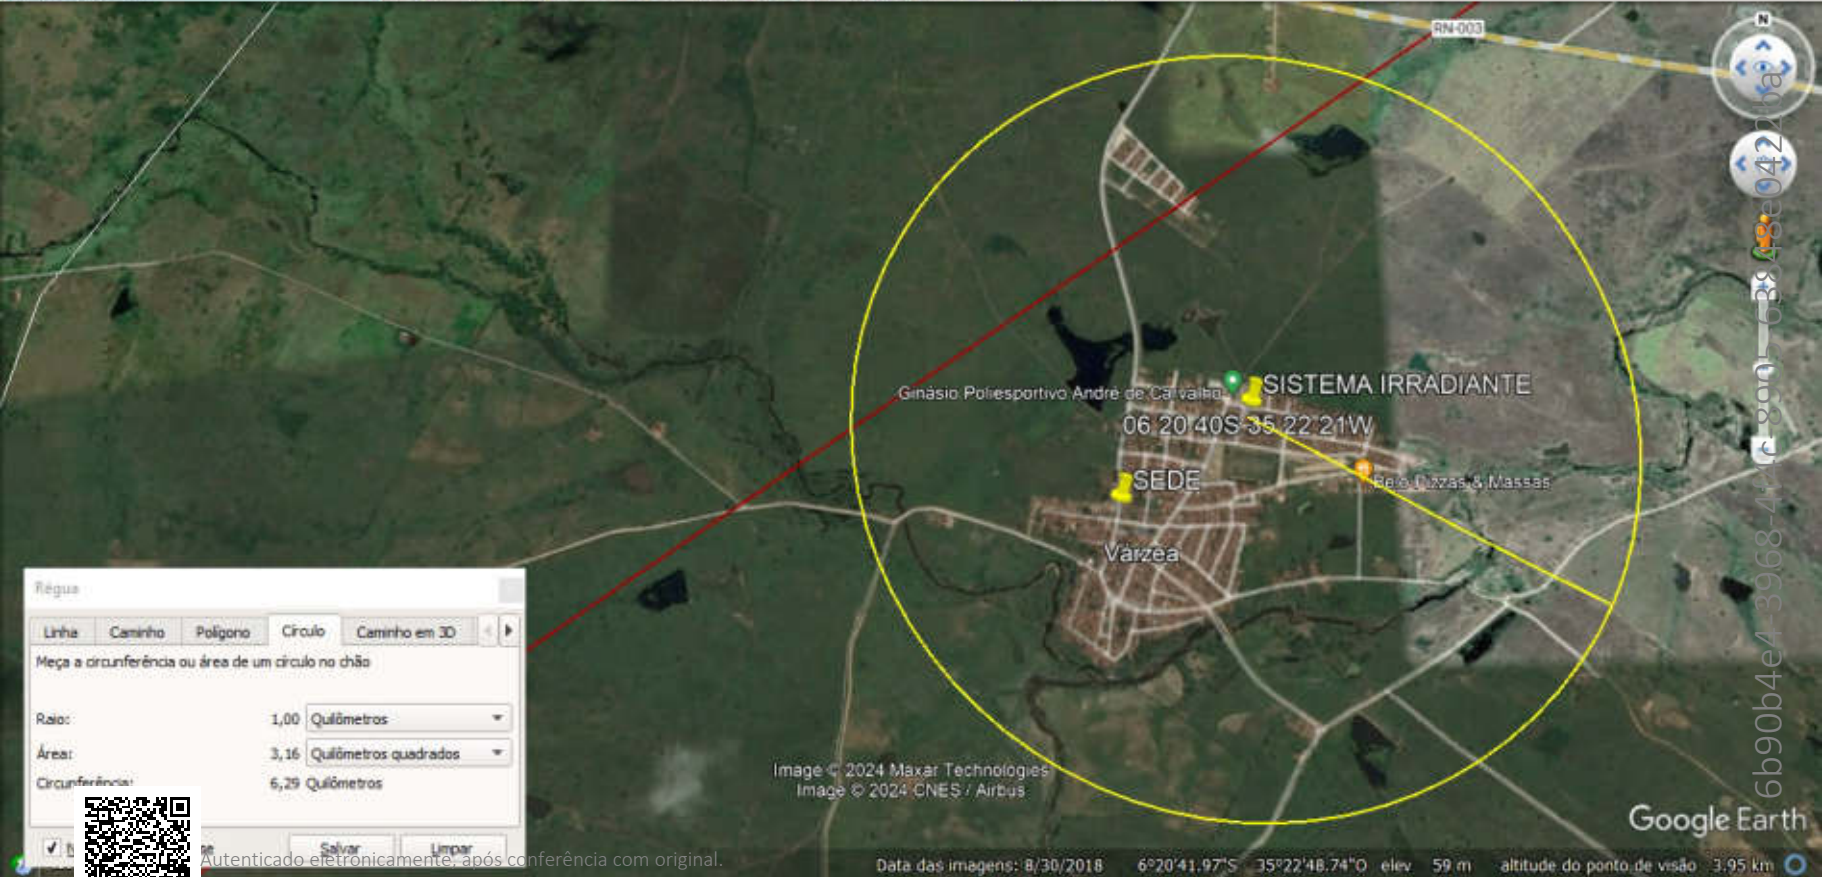 RN-003
N
Ginásio Poliesportivo André de Carvalho
SISTEMA IRRADIANTE
06 20 40S 35 22 21W
SEDE
Belo Pizzas & Massas
Várzea
Régua
Linha
Caminho
Polígono
Círculo
Caminho em 3D
Meça a circunferência ou área de um círculo no chão
Raio: 1,00 Quilômetros
Área: 3,16 Quilômetros quadrados
Circunferência: 6,29 Quilômetros
Salvar
Limpar
Autenticado eletronicamente, após conferência com original.
Image © 2024 Maxar Technologies
Image © 2024 CNES / Airbus
Google Earth
Data das imagens: 8/30/2018 6°20'41.97"S 35°22'48.74"O elev 59 m altitude do ponto de visão 3.95 km